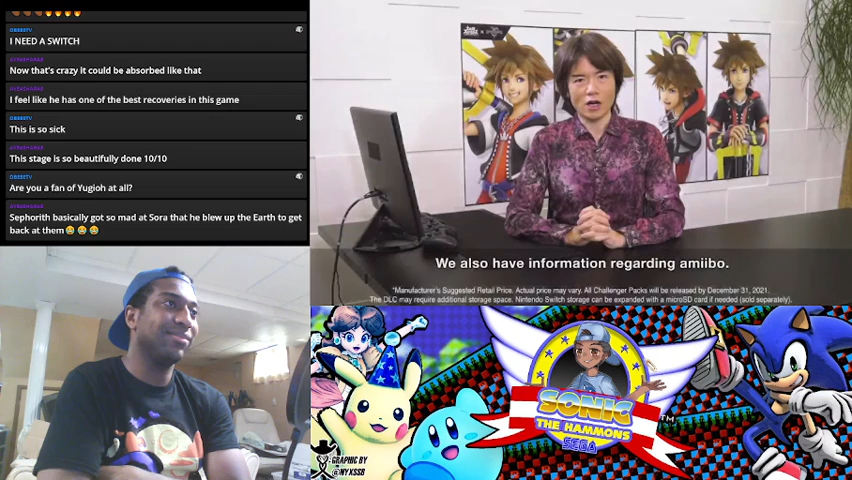 DBEETV
I NEED A SWITCH
Now that's crazy it could be absorbed like that
I feel like he has one of the best recoveries in this game
DBEETV
This is so sick
This stage is so beautifully done 10/10
DBEETV
Are you a fan of Yugioh at all?
Sephorith basically got so mad at Sora that he blew up the Earth to get
back at them😂😂😂
We also have information regarding amiibo.
*Manufacturer's Suggested Retail Price. Actual price may vary. All Challenger Packs will be released by December 31, 2021.
The DLC may require additional storage space. Nintendo Switch storage can be expanded with a microSD card if needed (sold separately).
SONIC
THE HAMMONS
SEGA
TM
GRAPHIC BY
@NYXSSB